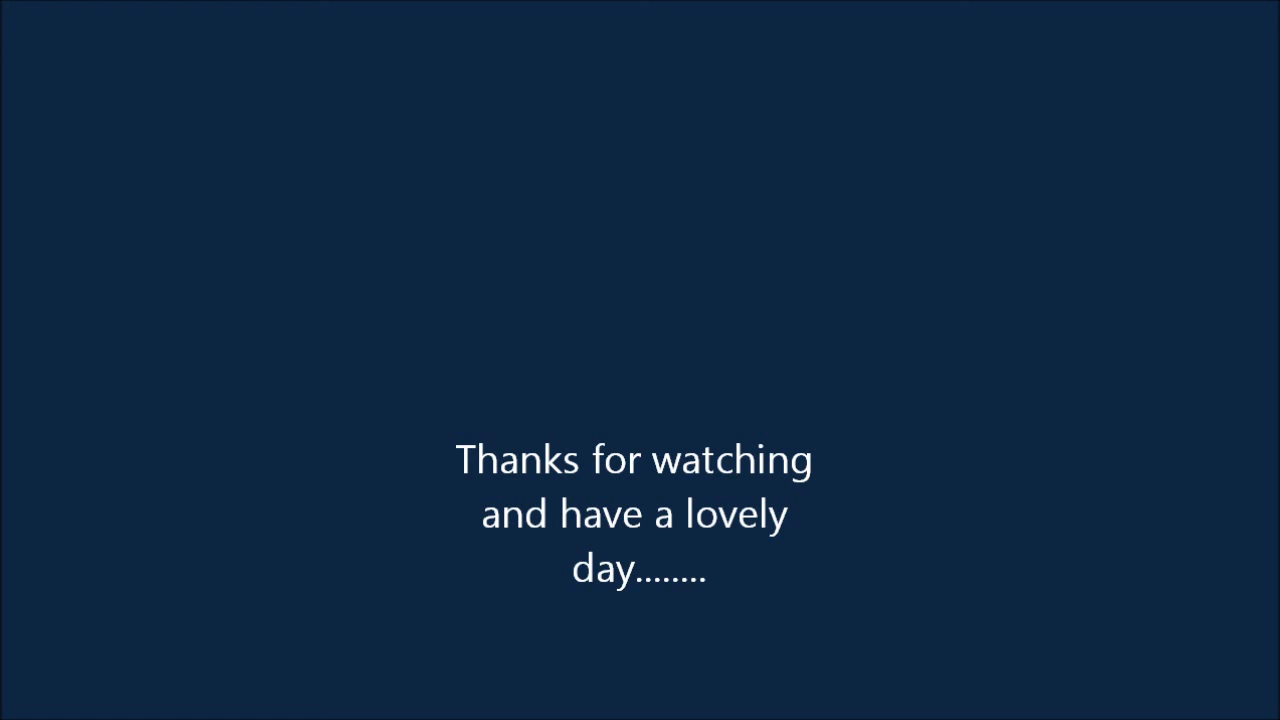 Thanks for watching
and have a lovely
day........